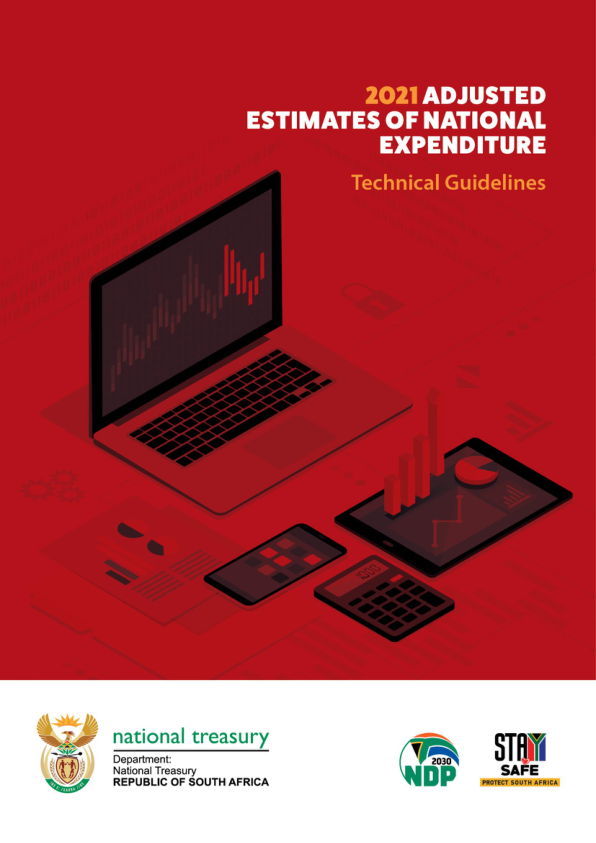 2021 ADJUSTED
ESTIMATES OF NATIONAL
EXPENDITURE
Technical Guidelines
national treasury
Department:
National Treasury
REPUBLIC OF SOUTH AFRICA
2030
NDP
STAY
SAFE
PROTECT SOUTH AFRICA